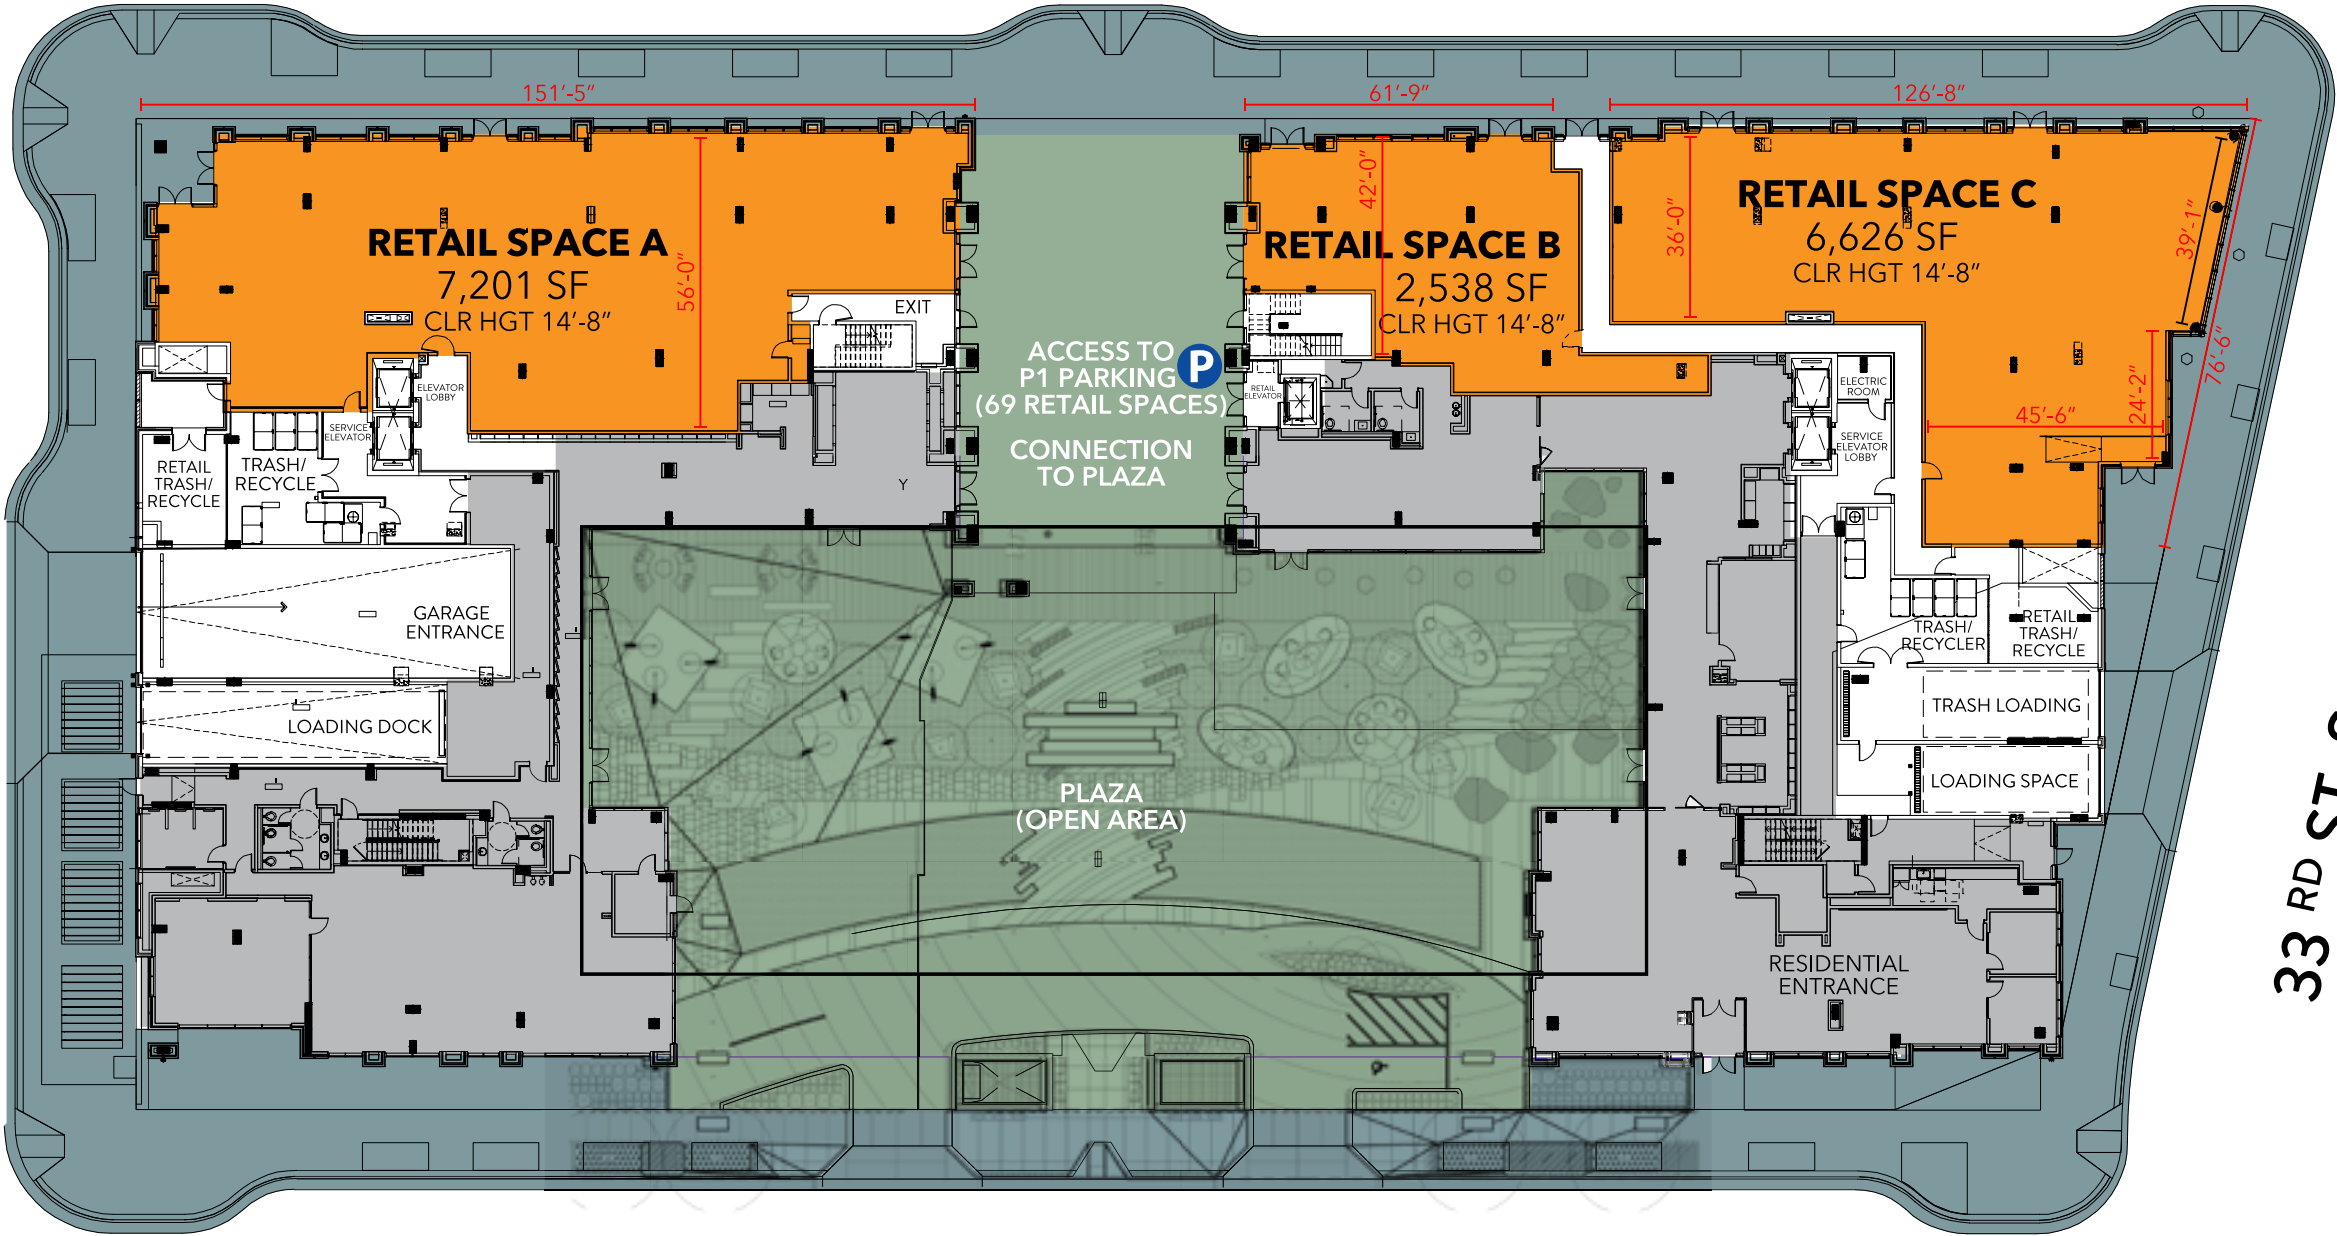 151'-5"
61'-9"
126'-8"
RETAIL SPACE A
7,201 SF
CLR HGT 14'-8"
56'-0"
EXIT
42'-0"
RETAIL SPACE B
2,538 SF
CLR HGT 14'-8"
36'-0"
RETAIL SPACE C
6,626 SF
CLR HGT 14'-8"
39'-1"
76'-6"
24'-2"
45'-6"
ACCESS TO
P1 PARKING
(69 RETAIL SPACES)
P
CONNECTION
TO PLAZA
ELEVATOR
LOBBY
SERVICE
ELEVATOR
RETAIL
TRASH/
RECYCLE
TRASH/
RECYCLE
Y
RETAIL
ELEVATOR
ELECTRIC
ROOM
SERVICE
ELEVATOR
LOBBY
GARAGE
ENTRANCE
LOADING DOCK
TRASH/
RECYCLER
RETAIL
TRASH/
RECYCLE
TRASH LOADING
LOADING SPACE
PLAZA
(OPEN AREA)
RESIDENTIAL
ENTRANCE
33 RD ST